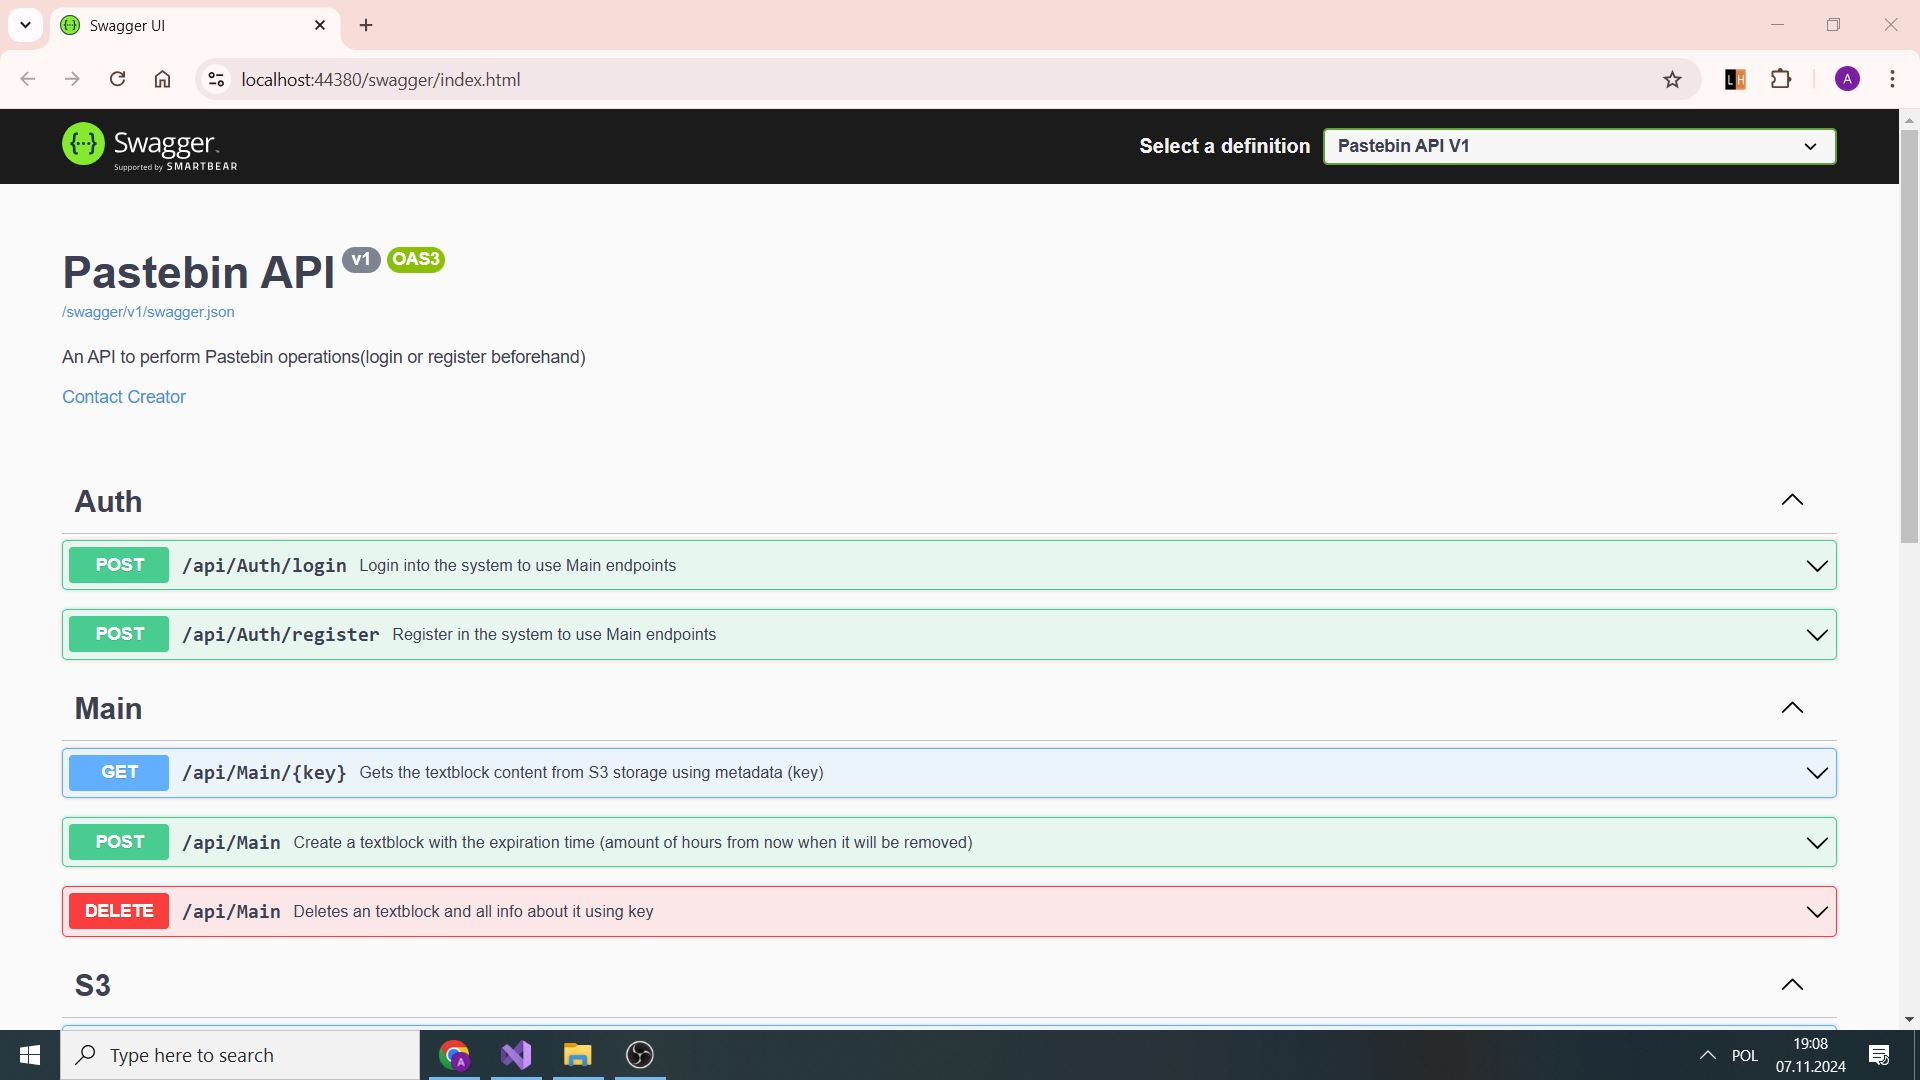 Swagger UI
localhost:44380/swagger/index.html
A
LH
Swagger
Supported by SMARTBEAR
Select a definition
Pastebin API V1
Pastebin API v1 OAS3
/swagger/v1/swagger.json
An API to perform Pastebin operations(login or register beforehand)
Contact Creator
Auth
POST /api/Auth/login Login into the system to use Main endpoints
POST /api/Auth/register Register in the system to use Main endpoints
Main
GET /api/Main/{key} Gets the textblock content from S3 storage using metadata (key)
POST /api/Main Create a textblock with the expiration time (amount of hours from now when it will be removed)
DELETE /api/Main Deletes an textblock and all info about it using key
S3
Type here to search
A
POL
19:08
07.11.2024